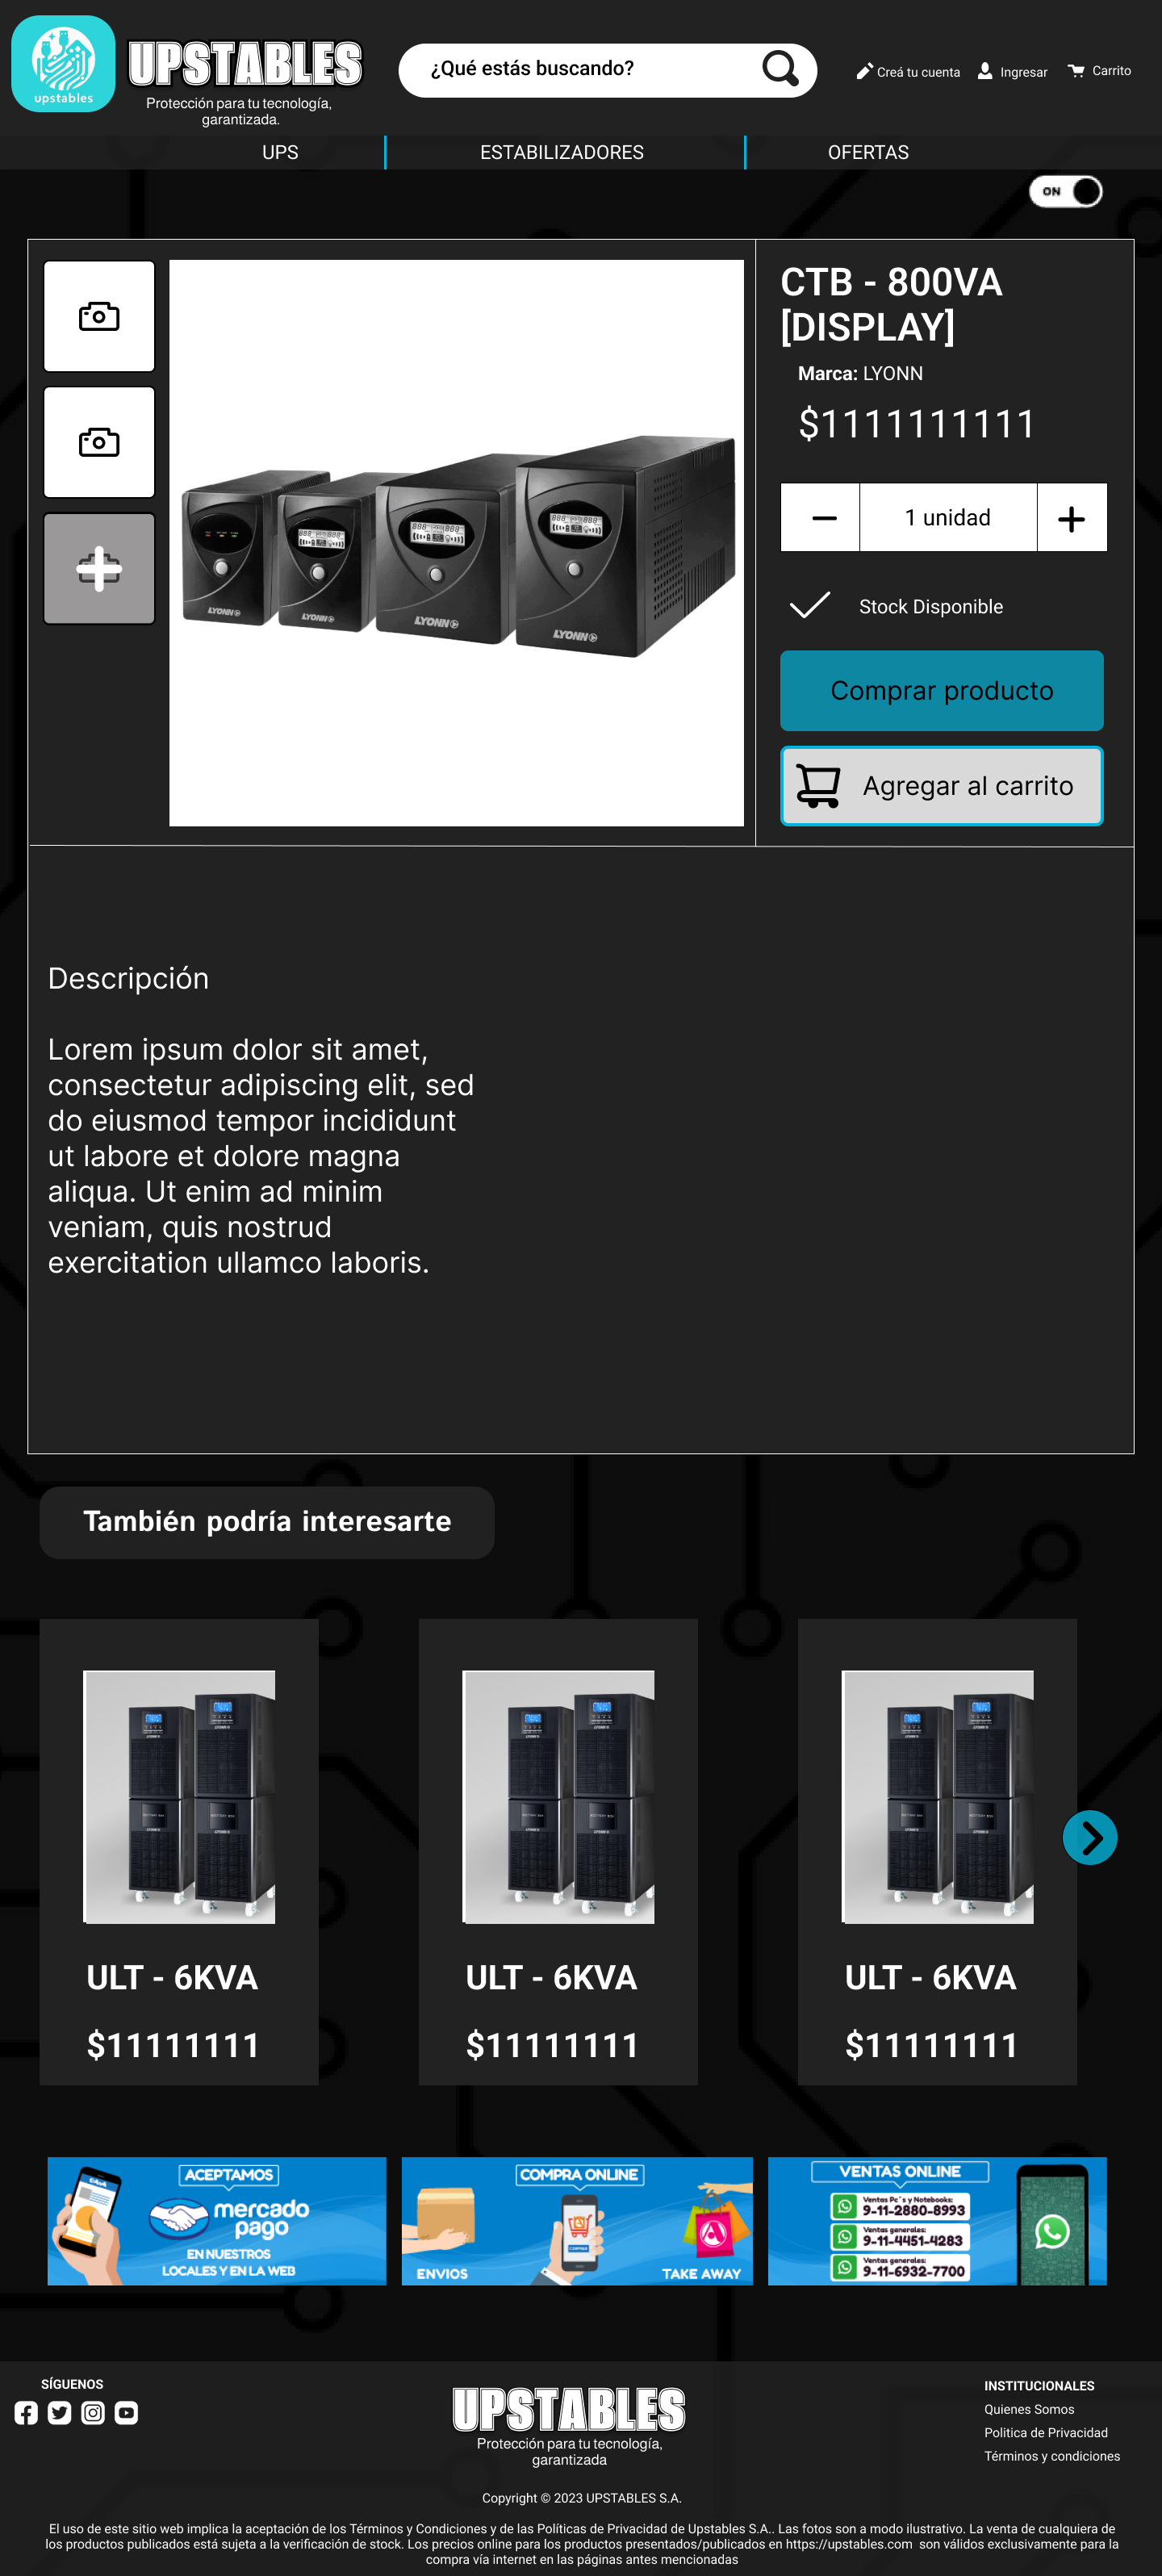 upstables
UPSTABLES
Protección para tu tecnología,
garantizada.
¿Qué estás buscando?
Creá tu cuenta
Ingresar
Carrito
UPS
ESTABILIZADORES
OFERTAS
ON
CTB - 800VA
[DISPLAY]
Marca: LYONN
$1111111111
1 unidad
Stock Disponible
Comprar producto
Agregar al carrito
LYONN
LYONN
LYONN
LYONN
Descripción
Lorem ipsum dolor sit amet,
consectetur adipiscing elit, sed
do eiusmod tempor incididunt
ut labore et dolore magna
aliqua. Ut enim ad minim
veniam, quis nostrud
exercitation ullamco laboris.
También podría interesarte
ULT - 6KVA
$11111111
ULT - 6KVA
$11111111
ULT - 6KVA
$11111111
ACEPTAMOS
mercado
pago
EN NUESTROS
LOCALES Y EN LA WEB
COMPRA ONLINE
COMPRAR
ENVIOS
TAKE AWAY
VENTAS ONLINE
Ventas Pc´s y Notebooks:
9-11-2880-8993
Ventas generales:
9-11-4451-4283
Ventas generales:
9-11-6932-7700
SÍGUENOS
UPSTABLES
Protección para tu tecnología,
garantizada
INSTITUCIONALES
Quienes Somos
Politica de Privacidad
Términos y condiciones
Copyright © 2023 UPSTABLES S.A.
El uso de este sitio web implica la aceptación de los Términos y Condiciones y de las Políticas de Privacidad de Upstables S.A.. Las fotos son a modo ilustrativo. La venta de cualquiera de
los productos publicados está sujeta a la verificación de stock. Los precios online para los productos presentados/publicados en https://upstables.com  son válidos exclusivamente para la
compra vía internet en las páginas antes mencionadas